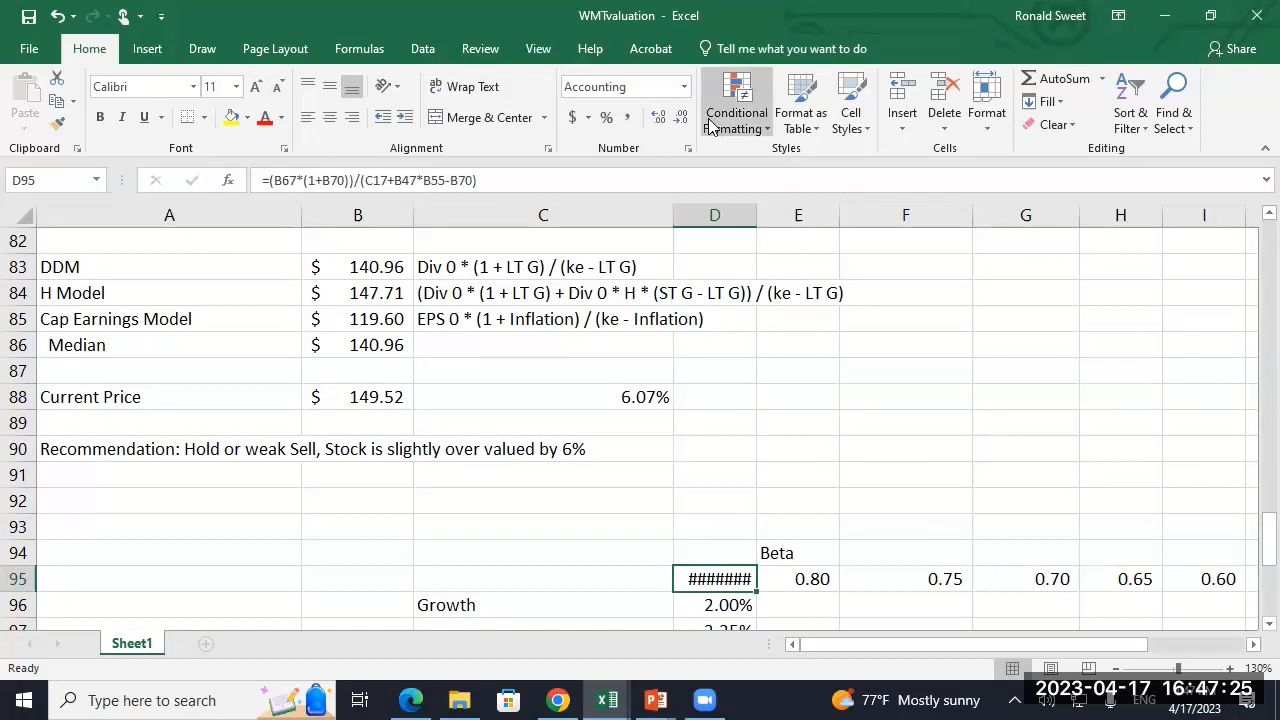 WMTvaluation - Excel
Ronald Sweet
File Home Insert Draw Page Layout Formulas Data Review View Help Acrobat Tell me what you want to do Share
Paste
Calibri 11
B I U
Wrap Text
Merge & Center
Accounting
$ % ,
Conditional Formatting
Format as Table
Cell Styles
Insert Delete Format
AutoSum
Fill
Clear
Sort & Filter
Find & Select
Clipboard Font Alignment Number Styles Cells Editing
D95 fx =(B67*(1+B70))/(C17+B47*B55-B70)
A B C D E F G H I
82
83 DDM $ 140.96 Div 0 * (1 + LT G) / (ke - LT G)
84 H Model $ 147.71 (Div 0 * (1 + LT G) + Div 0 * H * (ST G - LT G)) / (ke - LT G)
85 Cap Earnings Model $ 119.60 EPS 0 * (1 + Inflation) / (ke - Inflation)
86 Median $ 140.96
87
88 Current Price $ 149.52 6.07%
89
90 Recommendation: Hold or weak Sell, Stock is slightly over valued by 6%
91
92
93
94 Beta
95 ####### 0.80 0.75 0.70 0.65 0.60
96 Growth 2.00%
97 2.25%
Sheet1
Ready 130%
Type here to search
77°F Mostly sunny
ENG
2023-04-17 16:47:25
4/17/2023